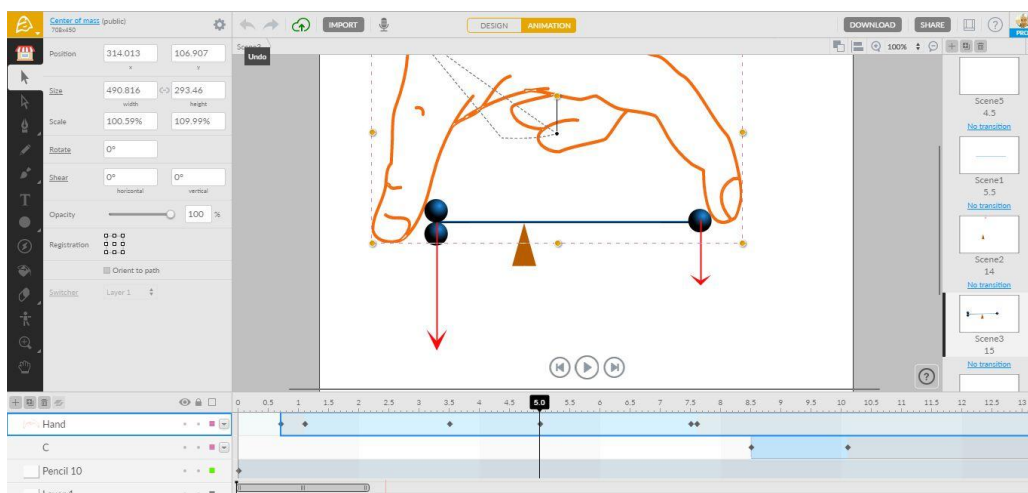 Center of mass (public)
708x450
IMPORT
DESIGN
ANIMATION
DOWNLOAD
SHARE
?
PRO
Undo
100%
Position
314.013
106.907
x
Size
490.816
293.46
width
height
Scale
100.59%
109.99%
Rotate
0°
Shear
0°
0°
horizontal
vertical
Opacity
100
%
Registration
Orient to path
Switcher
Layer 1
Scene5
4.5
No transition
Scene1
5.5
No transition
Scene2
14
No transition
Scene3
15
No transition
?
0 0.5 1 1.5 2 2.5 3 3.5 4 4.5 5.0 5.5 6 6.5 7 7.5 8 8.5 9 9.5 10 10.5 11 11.5 12 12.5 13
Hand
C
Pencil 10